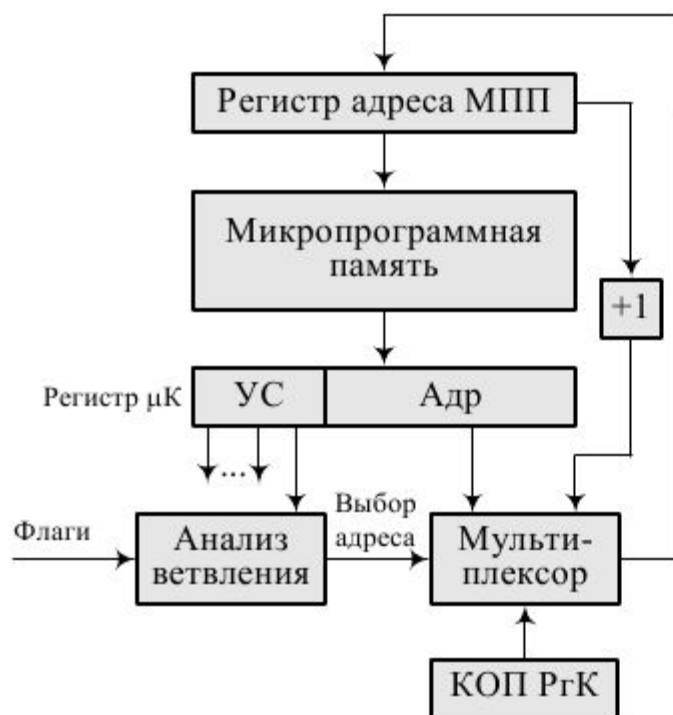 Регистр адреса МПП
Микропрограммная
память
+1
Регистр μК
УС
Адр
...
Флаги
Анализ
ветвления
Выбор
адреса
Мульти-
плексор
КОП РгК